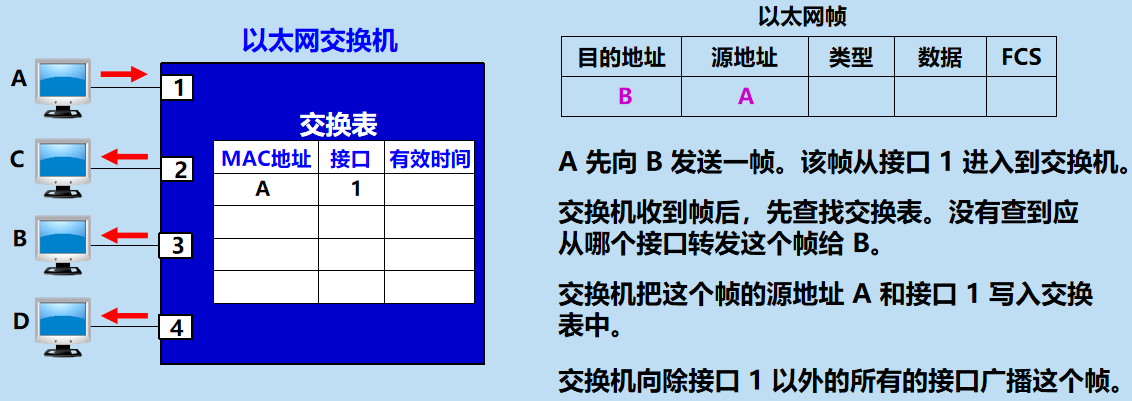 以太网交换机
A
1
C
2
B
3
D
4
交换表
MAC地址 接口 有效时间
A 1
以太网帧
目的地址 源地址 类型 数据 FCS
B A
A 先向 B 发送一帧。该帧从接口 1 进入到交换机。
交换机收到帧后，先查找交换表。没有查到应
从哪个接口转发这个帧给 B。
交换机把这个帧的源地址 A 和接口 1 写入交换
表中。
交换机向除接口 1 以外的所有的接口广播这个帧。